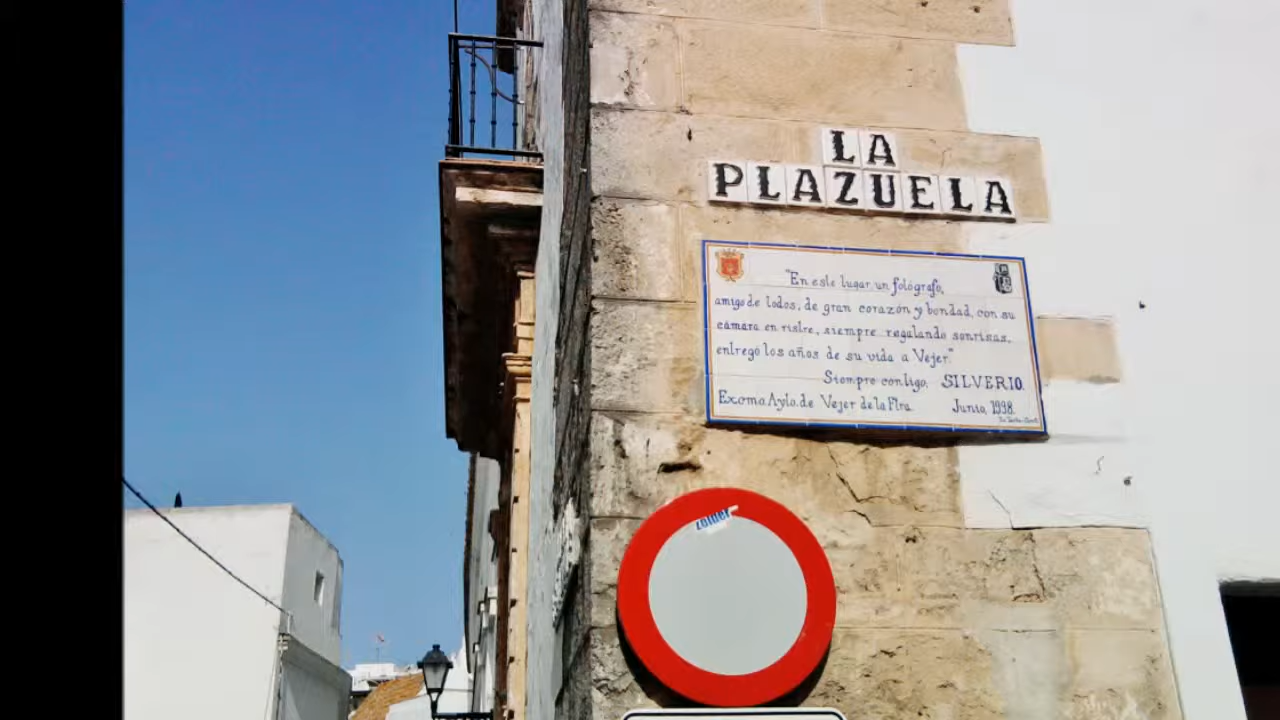 LA
PLAZUELA
"En este lugar un fotógrafo,
amigo de todos, de gran corazón y bondad, con su
cámara en ristre, siempre regalando sonrisas,
entregó los años de su vida a Vejer."
Siempre contigo, SILVERIO.
Excmo. Ayto. de Vejer de la Ftra. Junio, 1998.